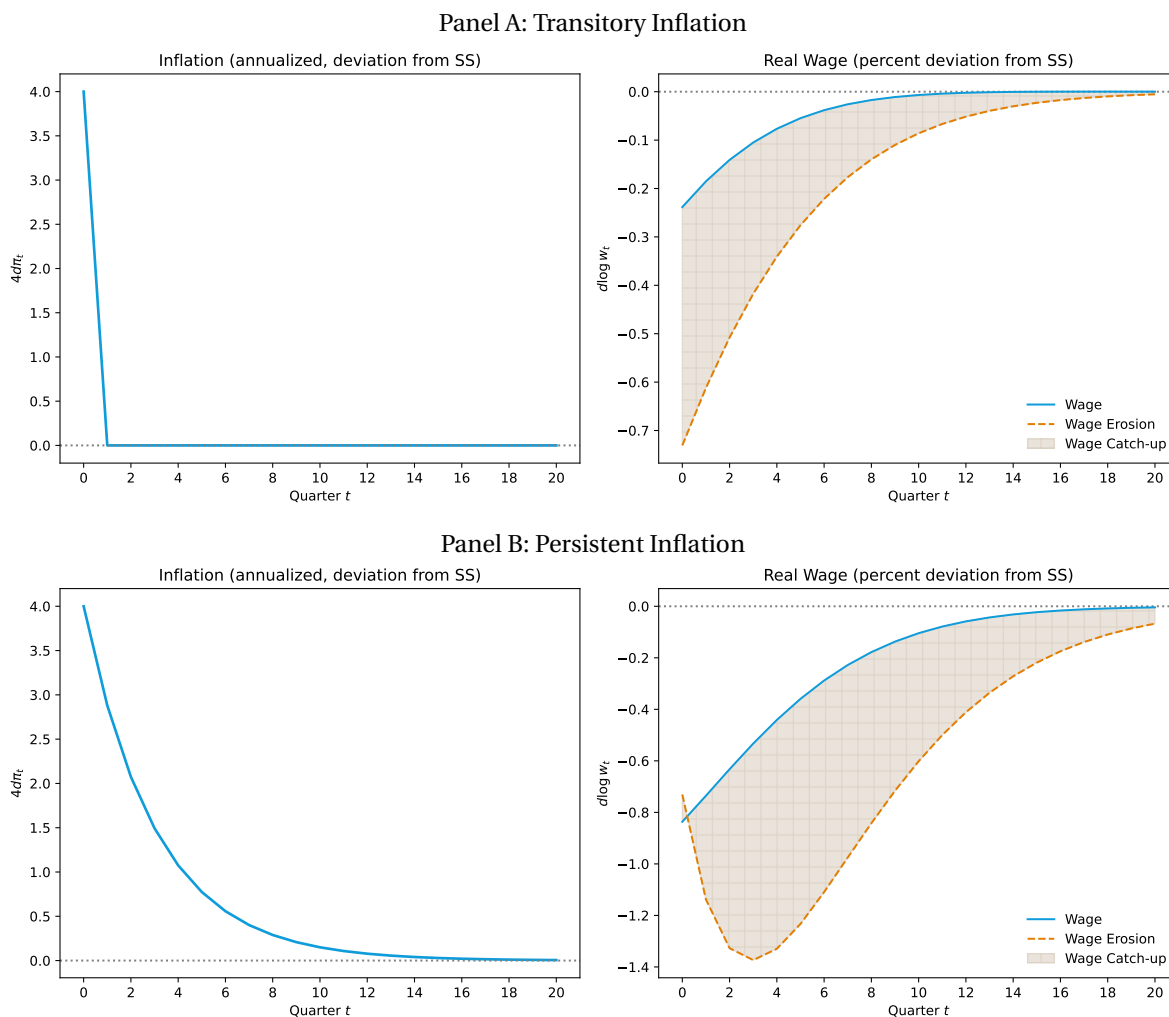 Panel A: Transitory Inflation
Inflation (annualized, deviation from SS)
4.0
3.5
3.0
2.5
2.0
1.5
1.0
0.5
0.0
4dπt
0 2 4 6 8 10 12 14 16 18 20
Quarter t
Real Wage (percent deviation from SS)
0.0
−0.1
−0.2
−0.3
−0.4
−0.5
−0.6
−0.7
d log wt
Wage
Wage Erosion
Wage Catch-up
0 2 4 6 8 10 12 14 16 18 20
Quarter t
Panel B: Persistent Inflation
Inflation (annualized, deviation from SS)
4.0
3.5
3.0
2.5
2.0
1.5
1.0
0.5
0.0
4dπt
0 2 4 6 8 10 12 14 16 18 20
Quarter t
Real Wage (percent deviation from SS)
0.0
−0.2
−0.4
−0.6
−0.8
−1.0
−1.2
−1.4
d log wt
Wage
Wage Erosion
Wage Catch-up
0 2 4 6 8 10 12 14 16 18 20
Quarter t